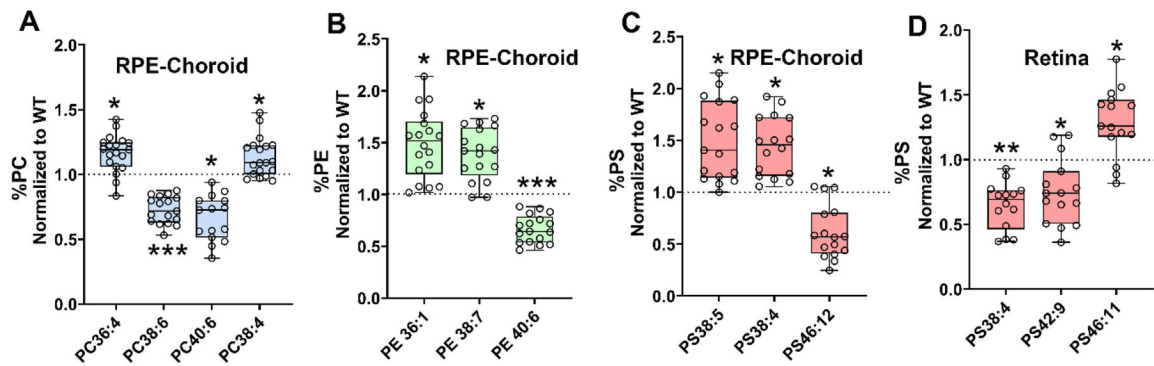 A
RPE-Choroid
%PC
Normalized to WT
2.0
1.5
1.0
0.5
0.0
*
***
*
*
PC36:4
PC38:6
PC40:6
PC38:4
B
RPE-Choroid
%PE
Normalized to WT
2.5
2.0
1.5
1.0
0.5
0.0
*
*
***
PE 36:1
PE 38:7
PE 40:6
C
RPE-Choroid
%PS
Normalized to WT
2.5
2.0
1.5
1.0
0.5
0.0
*
*
*
PS38:5
PS38:4
PS46:12
D
Retina
%PS
Normalized to WT
2.0
1.5
1.0
0.5
0.0
**
*
*
PS38:4
PS42:9
PS46:11